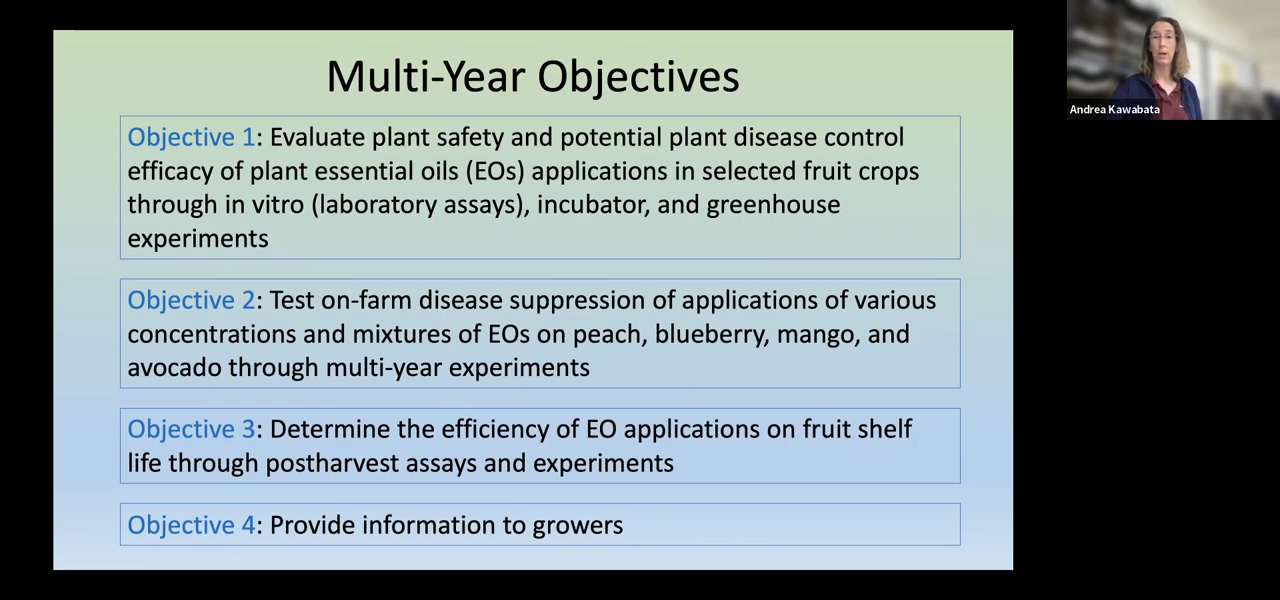 Multi-Year Objectives
Objective 1: Evaluate plant safety and potential plant disease control
efficacy of plant essential oils (EOs) applications in selected fruit crops
through in vitro (laboratory assays), incubator, and greenhouse
experiments
Objective 2: Test on-farm disease suppression of applications of various
concentrations and mixtures of EOs on peach, blueberry, mango, and
avocado through multi-year experiments
Objective 3: Determine the efficiency of EO applications on fruit shelf
life through postharvest assays and experiments
Objective 4: Provide information to growers
Andrea Kawabata